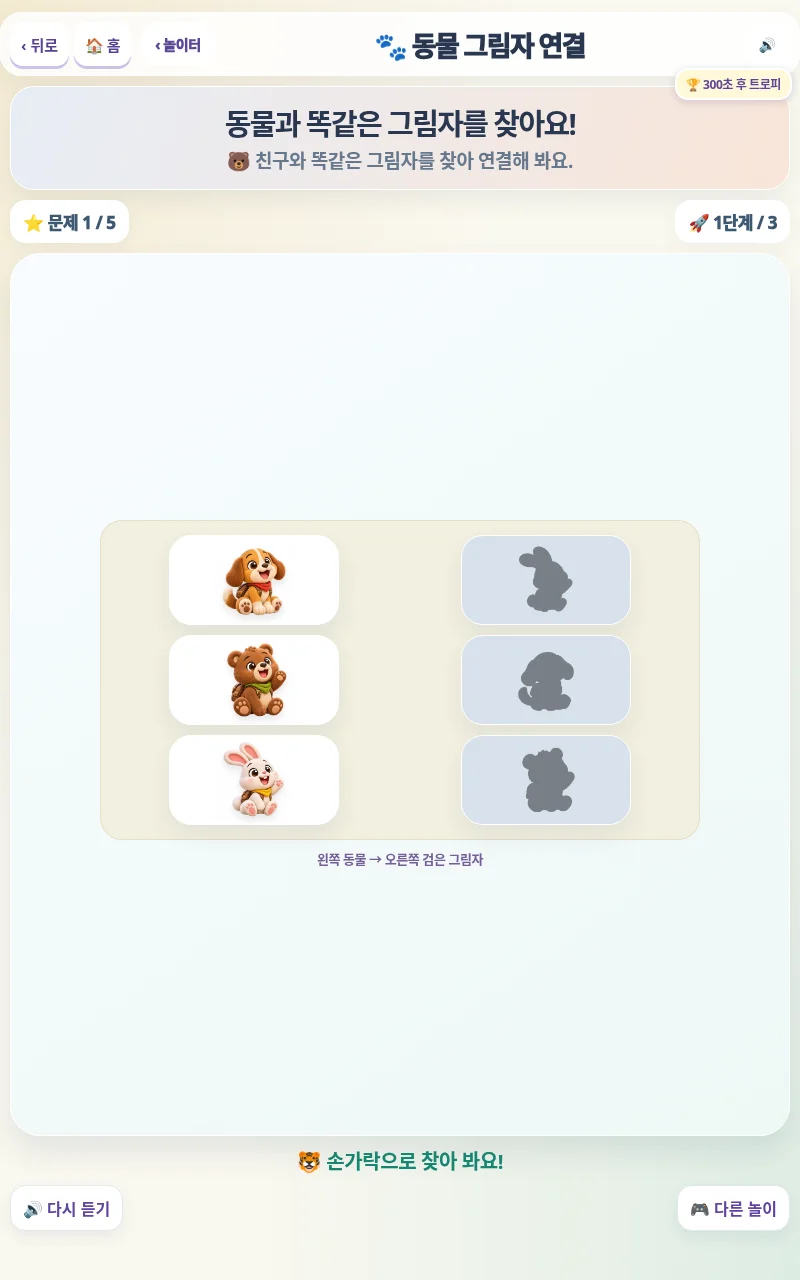 ‹ 뒤로
🏠 홈
‹ 놀이터
🐾 동물 그림자 연결
🔊
🏆 300초 후 트로피
동물과 똑같은 그림자를 찾아요!
🐻 친구와 똑같은 그림자를 찾아 연결해 봐요.
⭐ 문제 1 / 5
🚀 1단계 / 3
왼쪽 동물 → 오른쪽 검은 그림자
🐯 손가락으로 찾아 봐요!
🔊 다시 듣기
🎮 다른 놀이